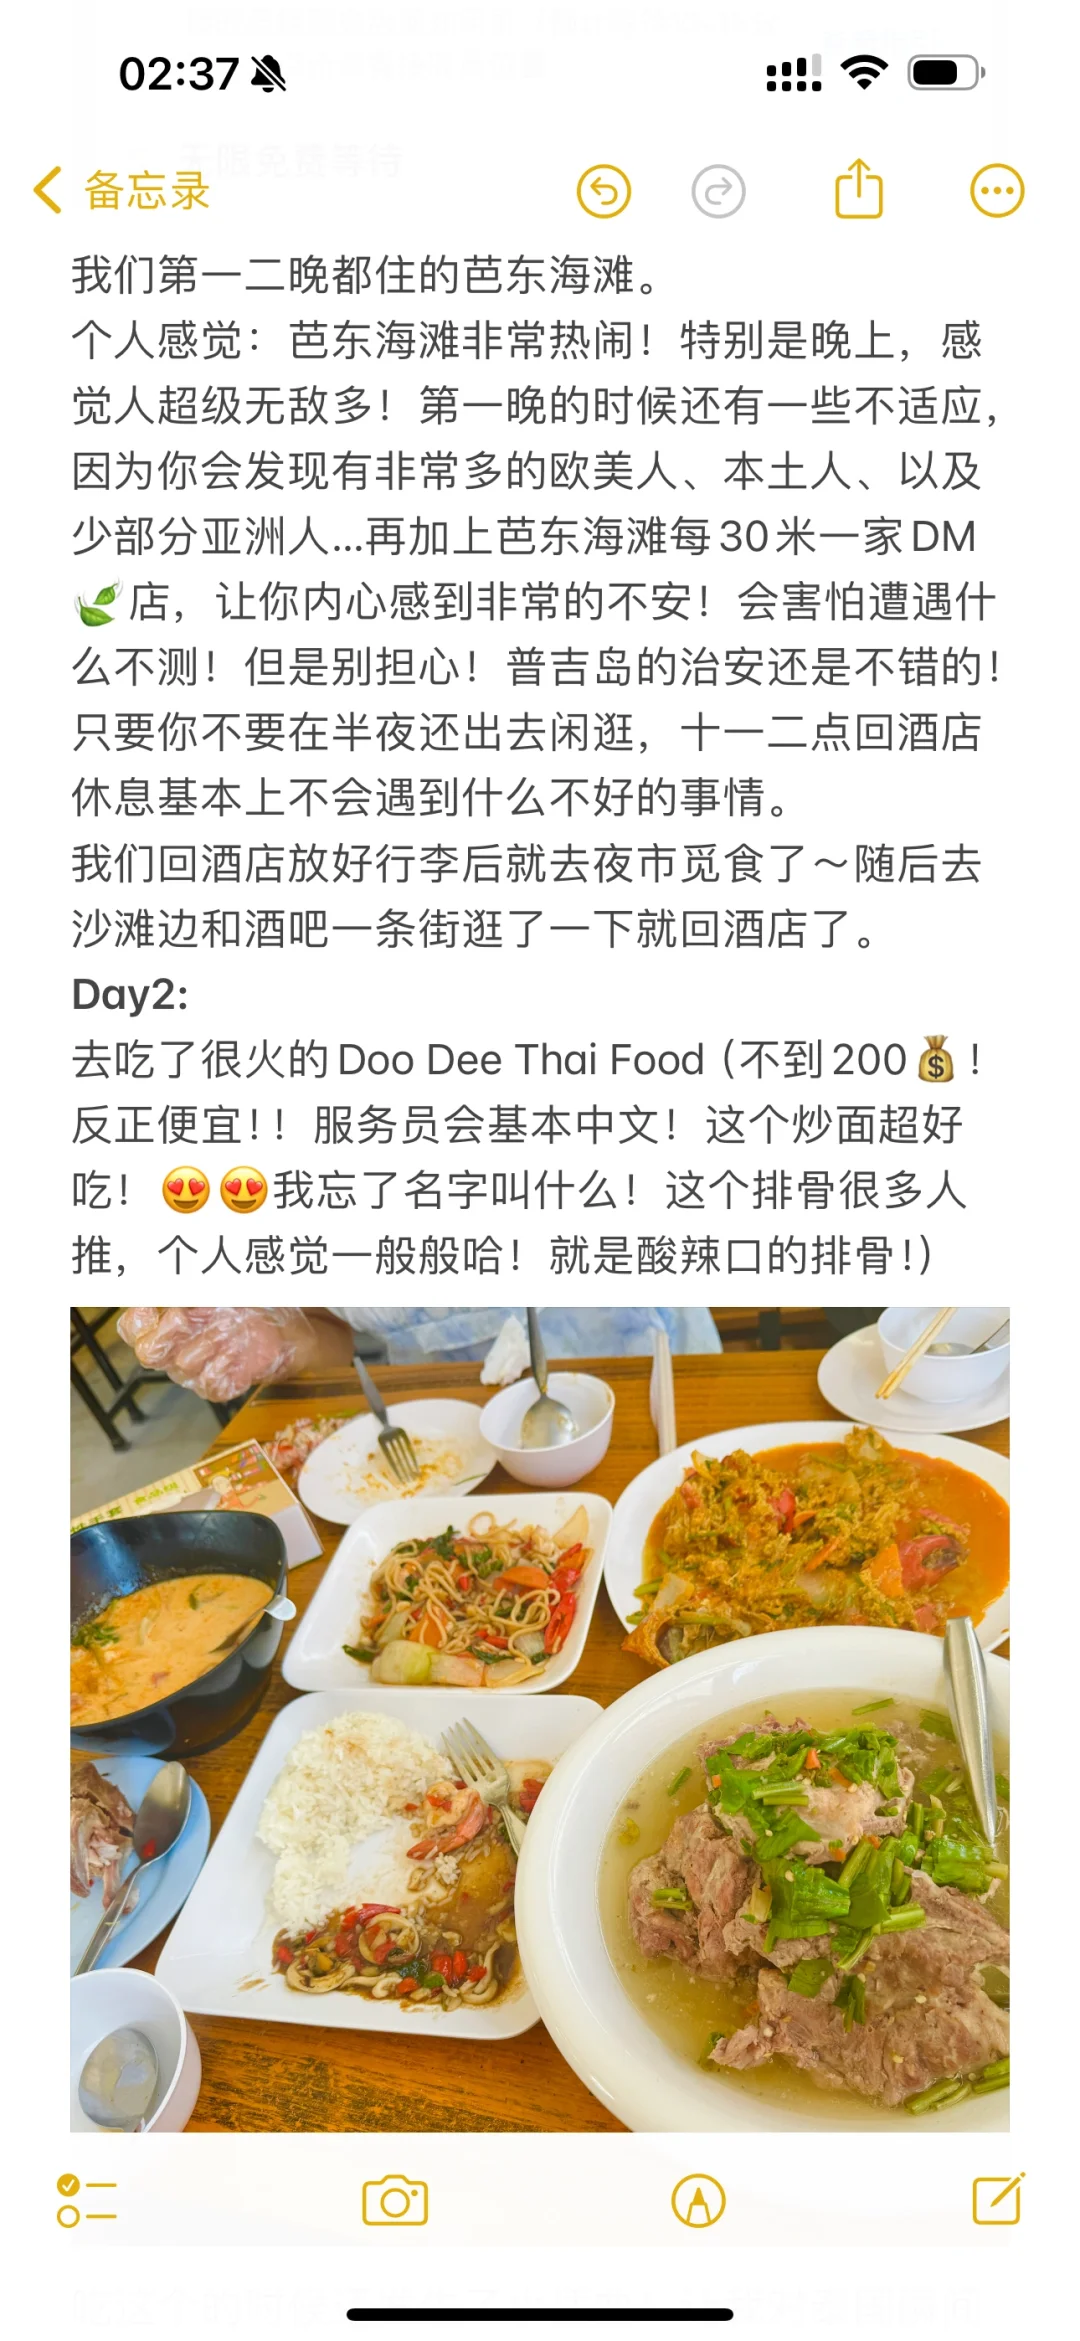 02:37
无限免费等待
备忘录
我们第一二晚都住的芭东海滩。
个人感觉：芭东海滩非常热闹！特别是晚上，感
觉人超级无敌多！第一晚的时候还有一些不适应，
因为你会发现有非常多的欧美人、本土人、以及
少部分亚洲人...再加上芭东海滩每30米一家DM
🍃店，让你内心感到非常的不安！会害怕遭遇什
么不测！但是别担心！普吉岛的治安还是不错的！
只要你不要在半夜还出去闲逛，十一二点回酒店
休息基本上不会遇到什么不好的事情。
我们回酒店放好行李后就去夜市觅食了～随后去
沙滩边和酒吧一条街逛了一下就回酒店了。
Day2:
去吃了很火的Doo Dee Thai Food（不到200💰！
反正便宜！！服务员会基本中文！这个炒面超好
吃！😍😍我忘了名字叫什么！这个排骨很多人
推，个人感觉一般般哈！就是酸辣口的排骨！）